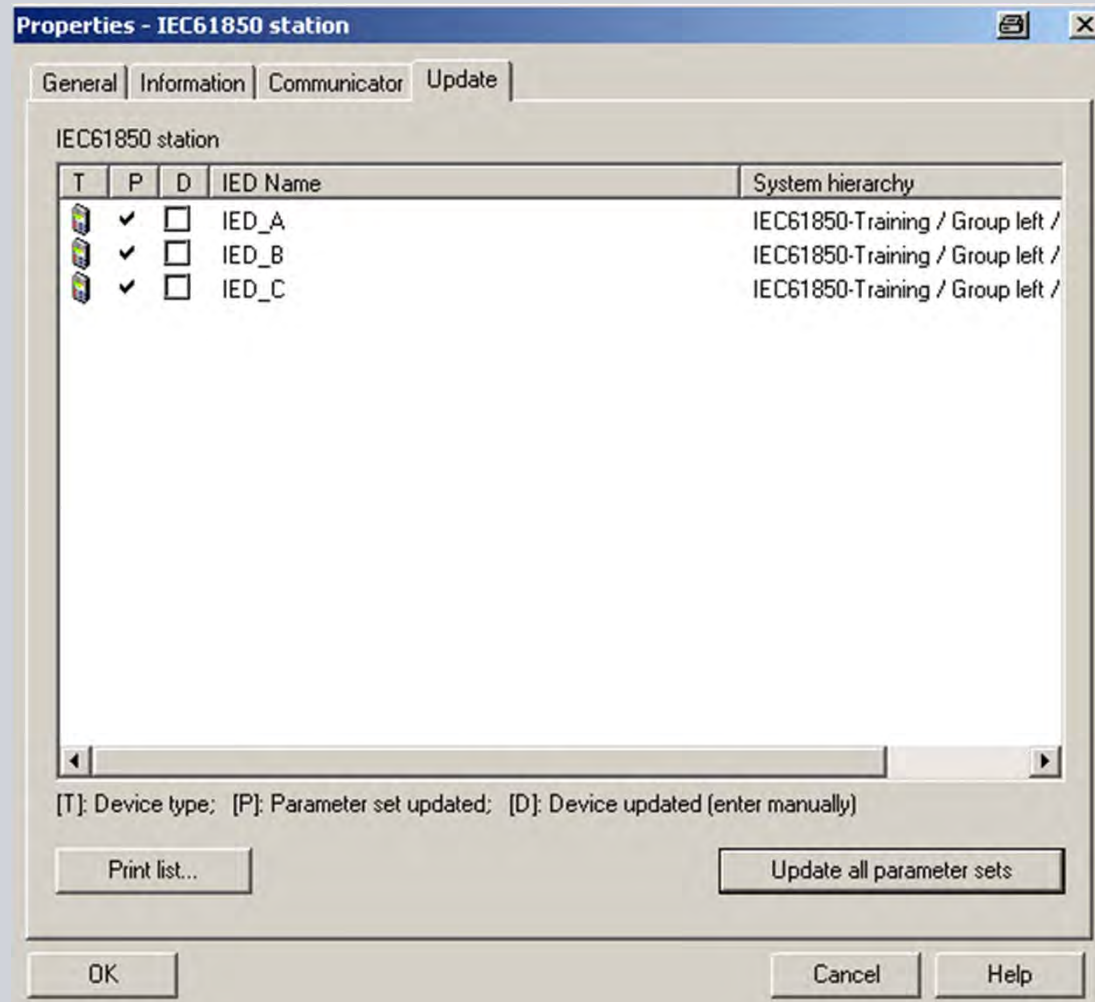 Properties - IEC61850 station
General Information Communicator Update
IEC61850 station
T P D IED Name System hierarchy
IED_A IEC61850-Training / Group left /
IED_B IEC61850-Training / Group left /
IED_C IEC61850-Training / Group left /
[T]: Device type; [P]: Parameter set updated; [D]: Device updated (enter manually)
Print list... Update all parameter sets
OK Cancel Help